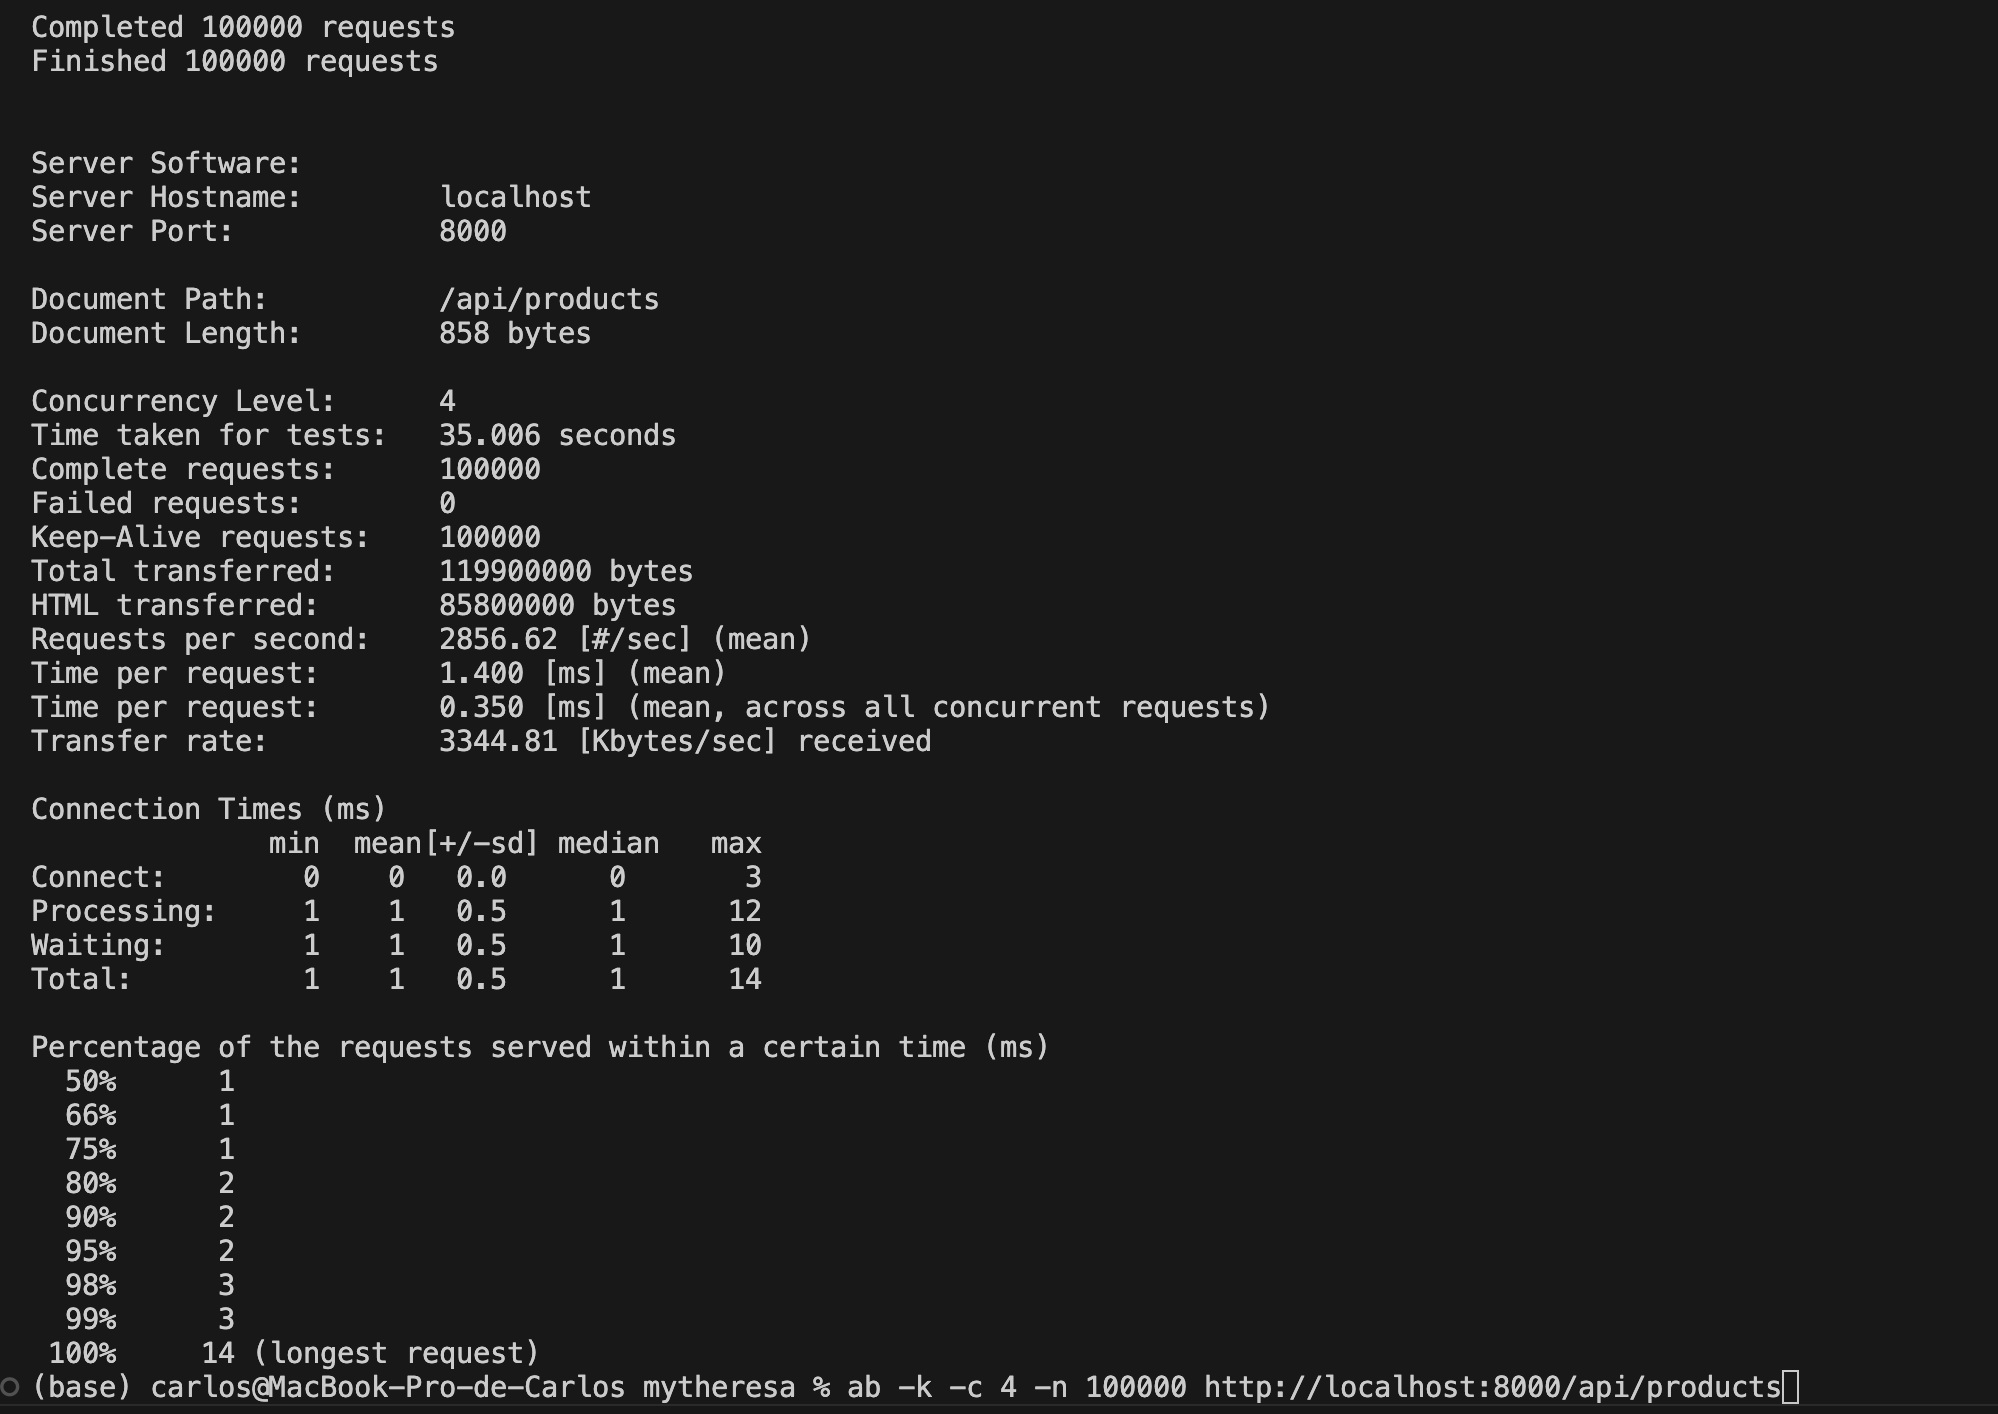 Completed 100000 requests
Finished 100000 requests
Server Software:
Server Hostname:        localhost
Server Port:            8000
Document Path:          /api/products
Document Length:        858 bytes
Concurrency Level:      4
Time taken for tests:   35.006 seconds
Complete requests:      100000
Failed requests:        0
Keep-Alive requests:    100000
Total transferred:      119900000 bytes
HTML transferred:       85800000 bytes
Requests per second:    2856.62 [#/sec] (mean)
Time per request:       1.400 [ms] (mean)
Time per request:       0.350 [ms] (mean, across all concurrent requests)
Transfer rate:          3344.81 [Kbytes/sec] received
Connection Times (ms)
              min  mean[+/-sd] median   max
Connect:        0    0   0.0      0       3
Processing:     1    1   0.5      1      12
Waiting:        1    1   0.5      1      10
Total:          1    1   0.5      1      14
Percentage of the requests served within a certain time (ms)
  50%      1
  66%      1
  75%      1
  80%      2
  90%      2
  95%      2
  98%      3
  99%      3
 100%     14 (longest request)
(base) carlos@MacBook-Pro-de-Carlos mytheresa % ab -k -c 4 -n 100000 http://localhost:8000/api/products